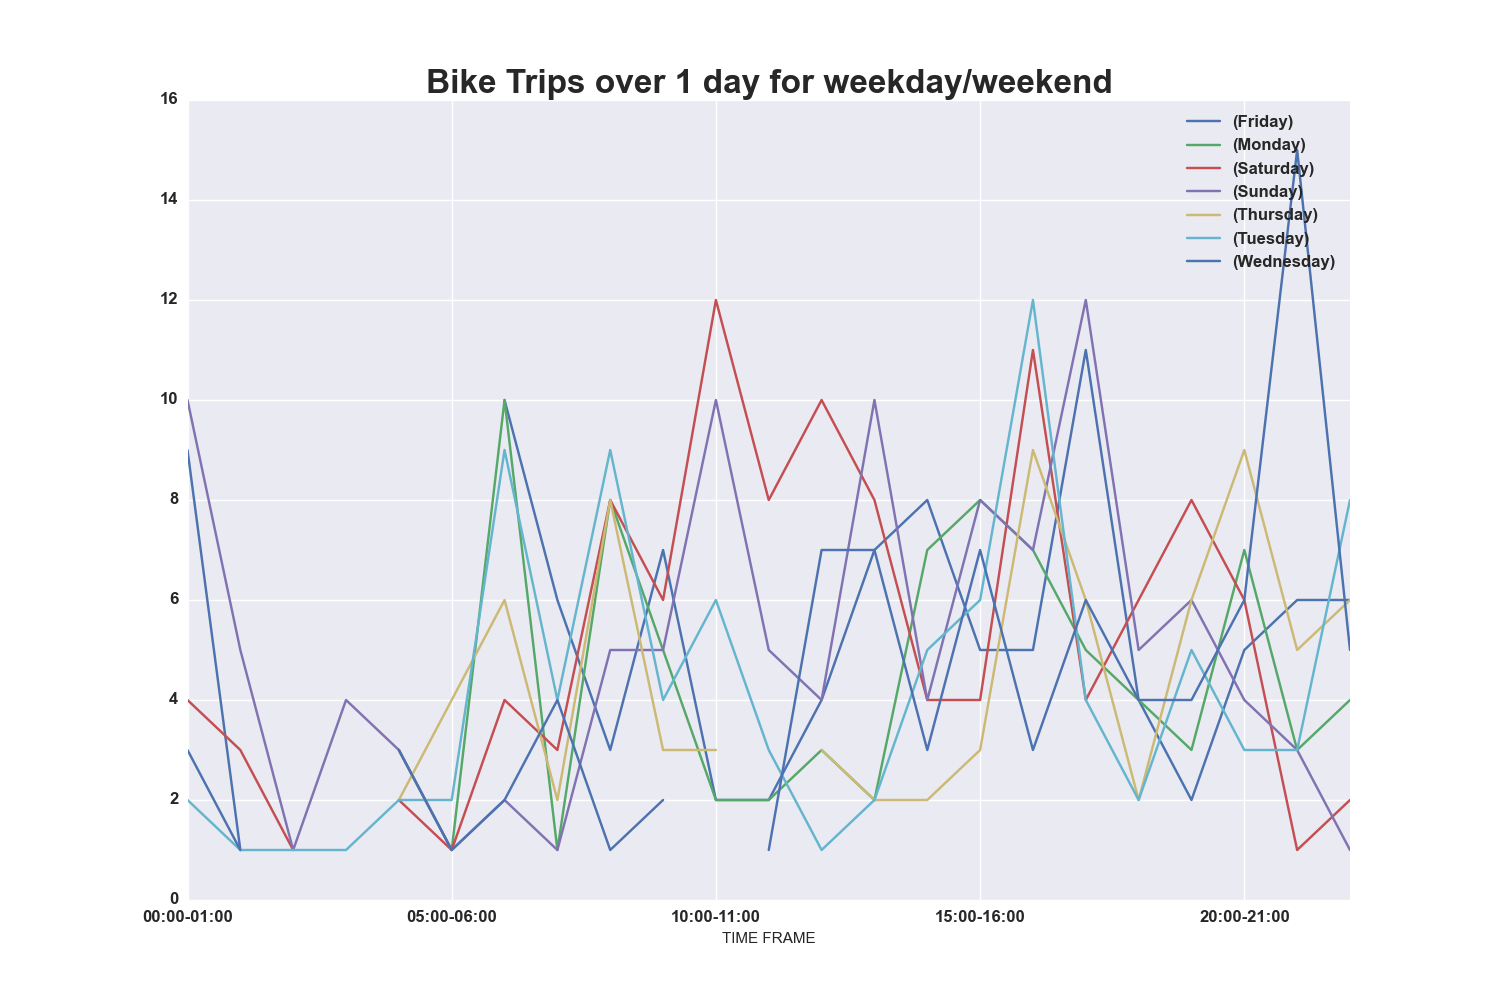 Bike Trips over 1 day for weekday/weekend
16
14
12
10
8
6
4
2
0
(Friday)
(Monday)
(Saturday)
(Sunday)
(Thursday)
(Tuesday)
(Wednesday)
00:00-01:00 05:00-06:00 10:00-11:00 15:00-16:00 20:00-21:00
TIME FRAME